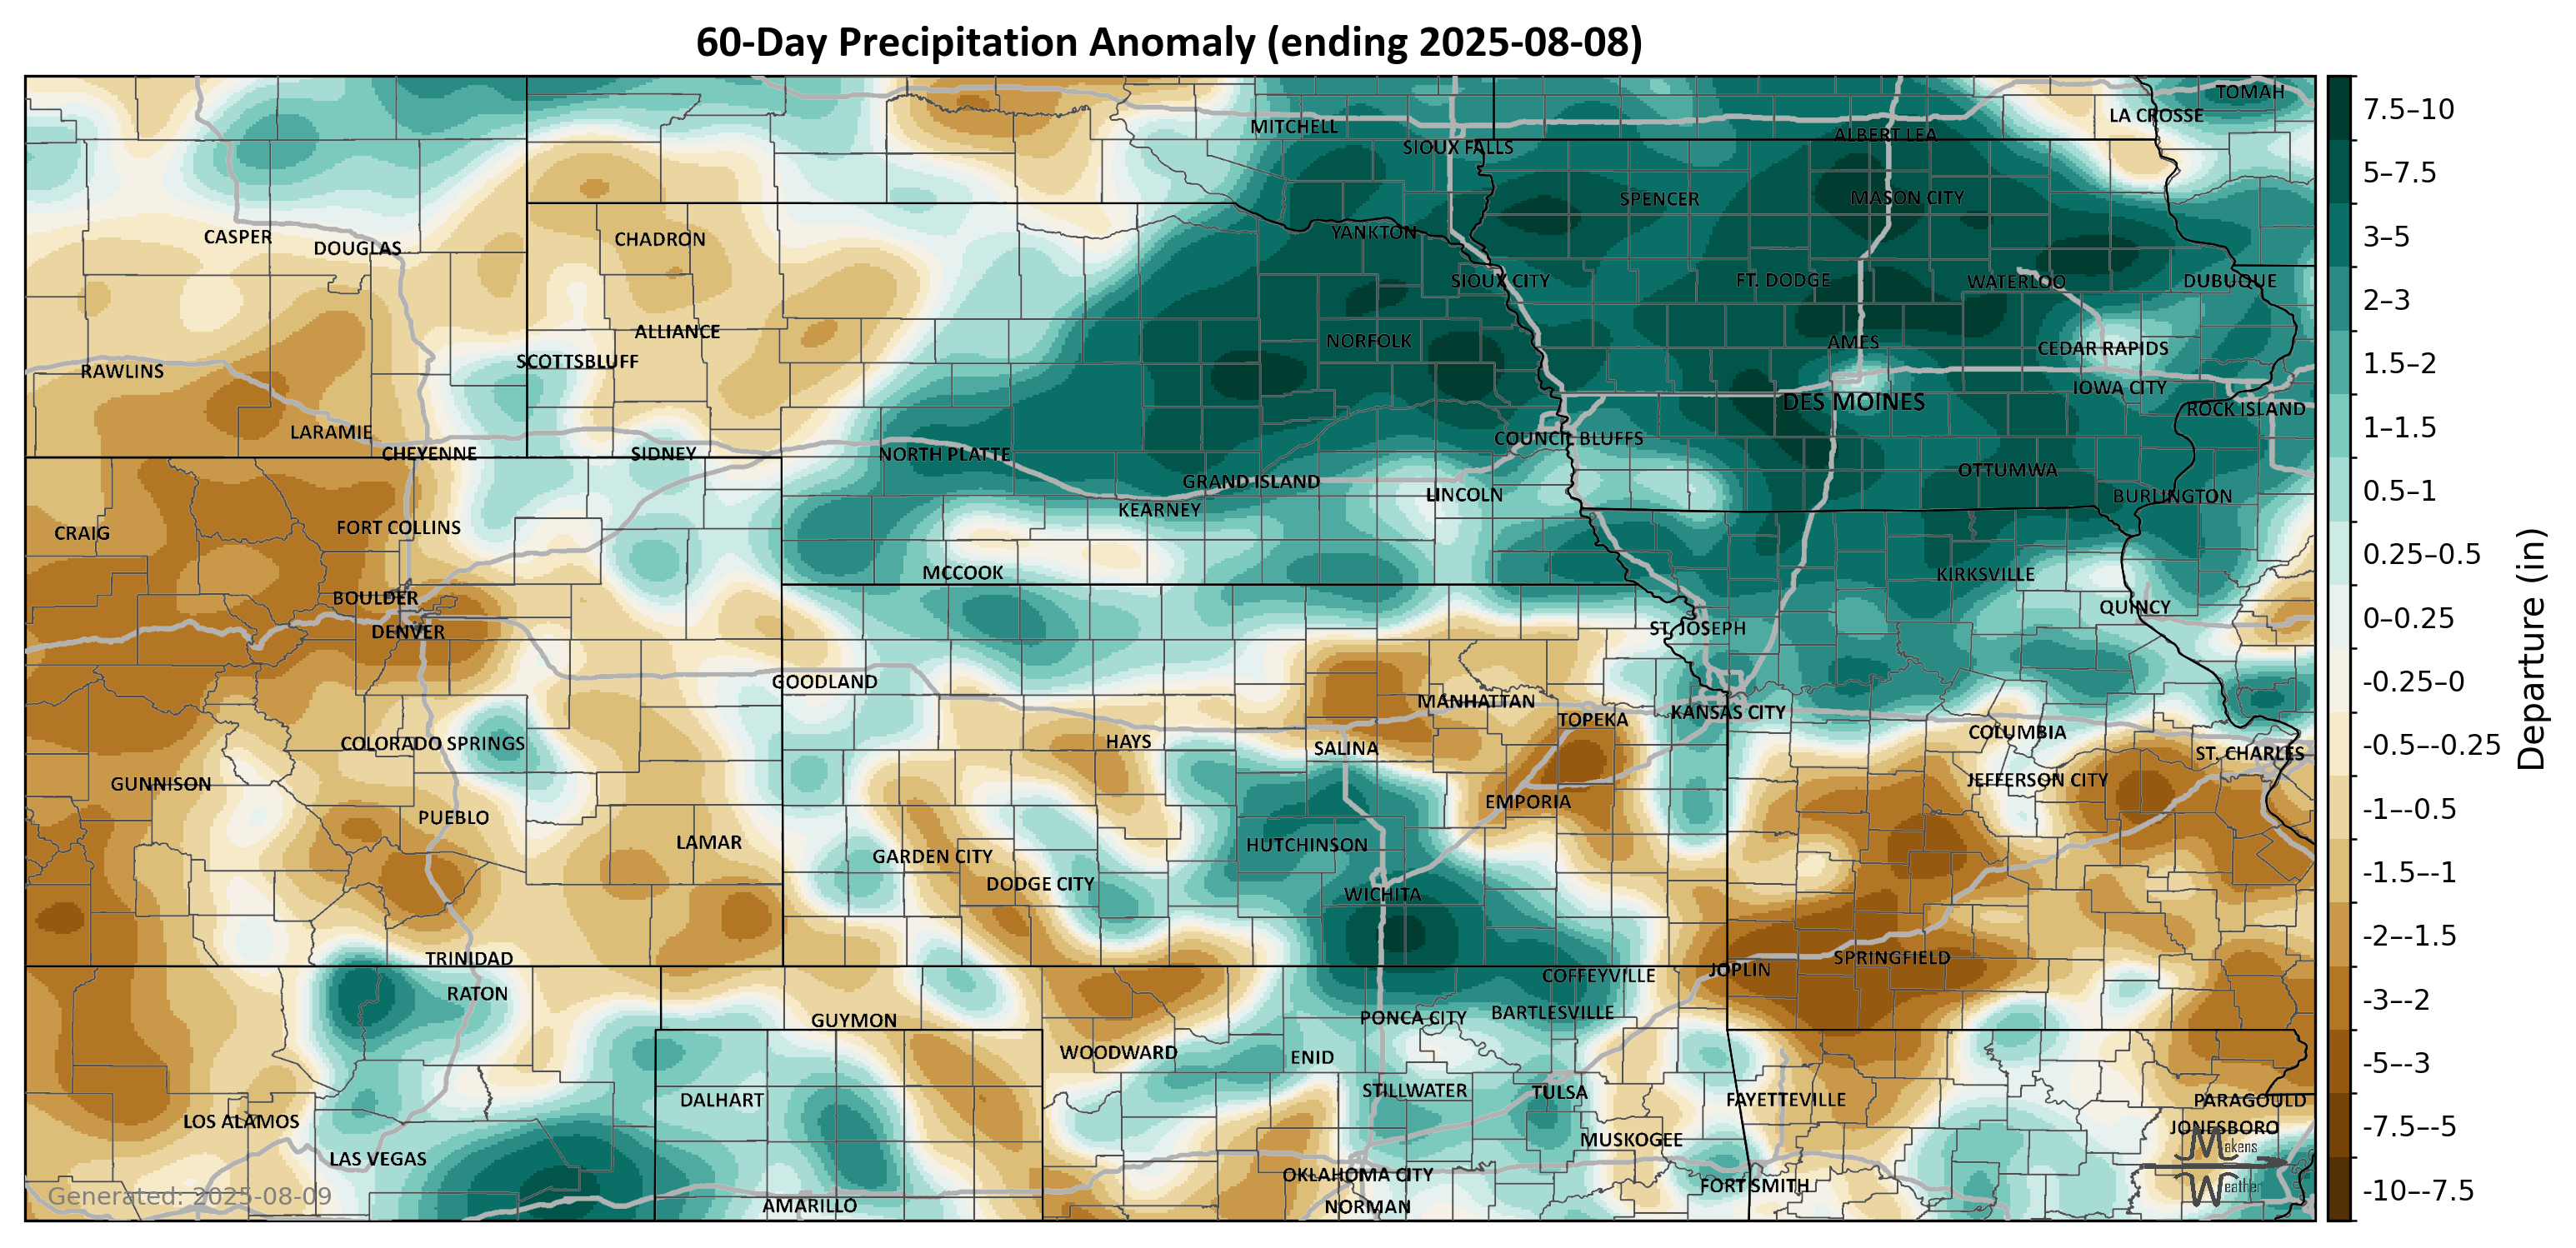 60-Day Precipitation Anomaly (ending 2025-08-08)
TOMAH
LA CROSSE
MITCHELL
ALBERT LEA
SIOUX FALLS
SPENCER
MASON CITY
YANKTON
CASPER
CHADRON
DOUGLAS
SIOUX CITY
FT. DODGE
WATERLOO
DUBUQUE
ALLIANCE
NORFOLK
AMES
CEDAR RAPIDS
SCOTTSBLUFF
RAWLINS
IOWA CITY
DES MOINES
ROCK ISLAND
LARAMIE
COUNCIL BLUFFS
CHEYENNE
SIDNEY
NORTH PLATTE
OTTUMWA
GRAND ISLAND
LINCOLN
BURLINGTON
KEARNEY
CRAIG
FORT COLLINS
MCCOOK
KIRKSVILLE
BOULDER
QUINCY
DENVER
ST. JOSEPH
GOODLAND
MANHATTAN
TOPEKA
KANSAS CITY
COLUMBIA
COLORADO SPRINGS
HAYS
SALINA
ST. CHARLES
GUNNISON
JEFFERSON CITY
EMPORIA
PUEBLO
LAMAR
HUTCHINSON
GARDEN CITY
DODGE CITY
WICHITA
TRINIDAD
SPRINGFIELD
JOPLIN
COFFEYVILLE
RATON
BARTLESVILLE
PONCA CITY
GUYMON
WOODWARD
ENID
STILLWATER
TULSA
DALHART
FAYETTEVILLE
PARAGOULD
LOS ALAMOS
JONESBORO
MUSKOGEE
LAS VEGAS
OKLAHOMA CITY
FORT SMITH
AMARILLO
NORMAN
Generated: 2025-08-09
Makens
Weather
7.5–10
5–7.5
3–5
2–3
1.5–2
1–1.5
0.5–1
0.25–0.5
0–0.25
-0.25–0
-0.5–-0.25
-1–-0.5
-1.5–-1
-2–-1.5
-3–-2
-5–-3
-7.5–-5
-10–-7.5
Departure (in)